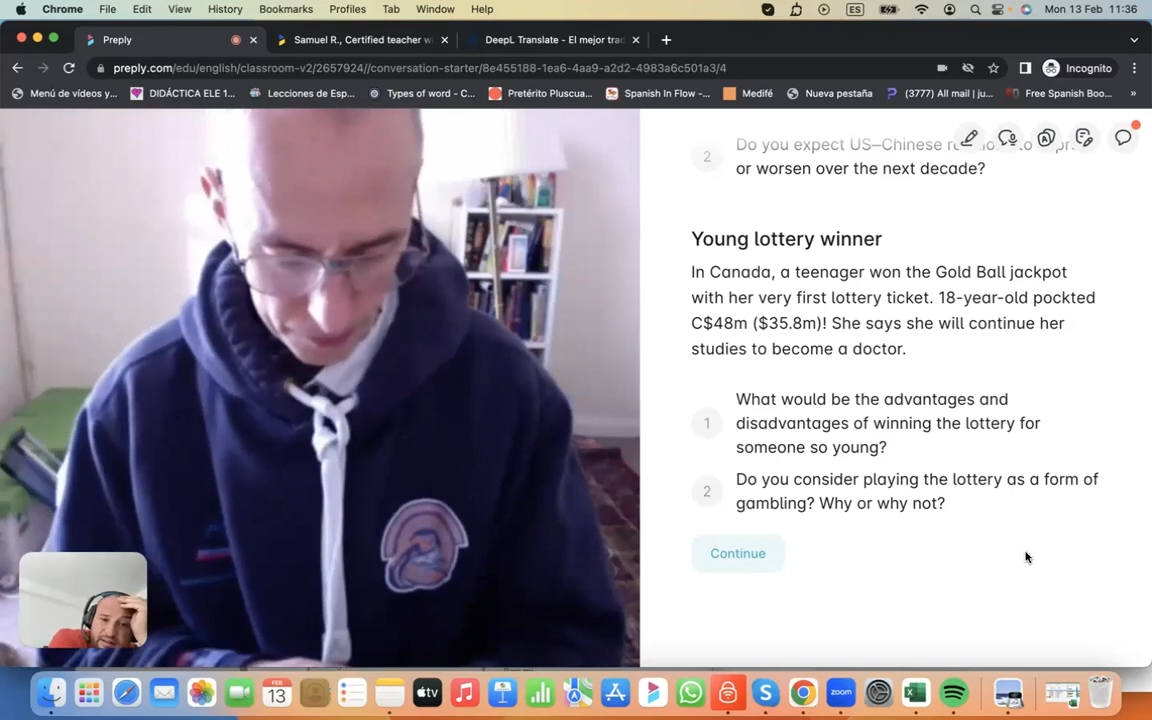 Chrome File Edit View History Bookmarks Profiles Tab Window Help ES Mon 13 Feb 11:36
Preply Samuel R., Certified teacher w DeepL Translate - El mejor trad
preply.com/edu/english/classroom-v2/2657924//conversation-starter/8e455188-1ea6-4aa9-a2d2-4983a6c501a3/4 Incognito
Menú de vídeos y... DIDÁCTICA ELE 1... Lecciones de Esp... Types of word - C... Pretérito Pluscua... Spanish In Flow -... Medifé Nueva pestaña (3777) All mail | ju... Free Spanish Boo... »
2 Do you expect US–Chinese to
or worsen over the next decade?
Young lottery winner
In Canada, a teenager won the Gold Ball jackpot
with her very first lottery ticket. 18-year-old pockted
C$48m ($35.8m)! She says she will continue her
studies to become a doctor.
What would be the advantages and
1 disadvantages of winning the lottery for
someone so young?
2 Do you consider playing the lottery as a form of
gambling? Why or why not?
Continue
FEB
13
tv
zoom